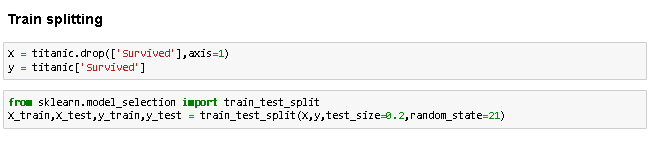 Train splitting
X = titanic.drop(['Survived'],axis=1)
y = titanic['Survived']
from sklearn.model_selection import train_test_split
X_train,X_test,y_train,y_test = train_test_split(X,y,test_size=0.2,random_state=21)